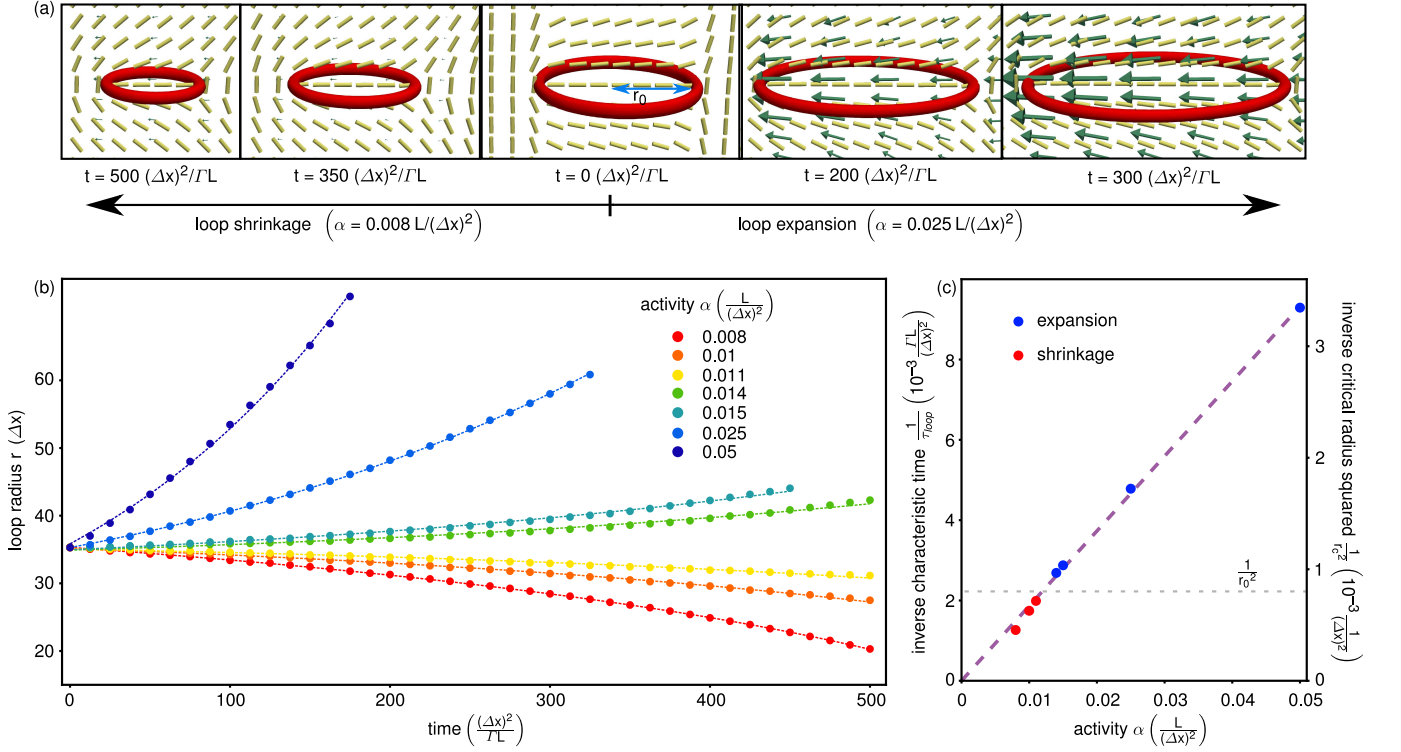 (a)
r₀
t = 500 (Δx)²/ΓL
t = 350 (Δx)²/ΓL
t = 0 (Δx)²/ΓL
t = 200 (Δx)²/ΓL
t = 300 (Δx)²/ΓL
loop shrinkage (α = 0.008 L/(Δx)²)
loop expansion (α = 0.025 L/(Δx)²)
(b)
loop radius r (Δx)
60
50
40
30
20
0
100
200
300
400
500
time ((Δx)²/ΓL)
activity α (L/(Δx)²)
0.008
0.01
0.011
0.014
0.015
0.025
0.05
(c)
inverse characteristic time 1/τloop (10⁻³ ΓL/(Δx)²)
8
6
4
2
0
expansion
shrinkage
1/r₀²
0
0.01
0.02
0.03
0.04
0.05
activity α (L/(Δx)²)
3
2
1
0
inverse critical radius squared 1/r_c² (10⁻³ 1/(Δx)²)